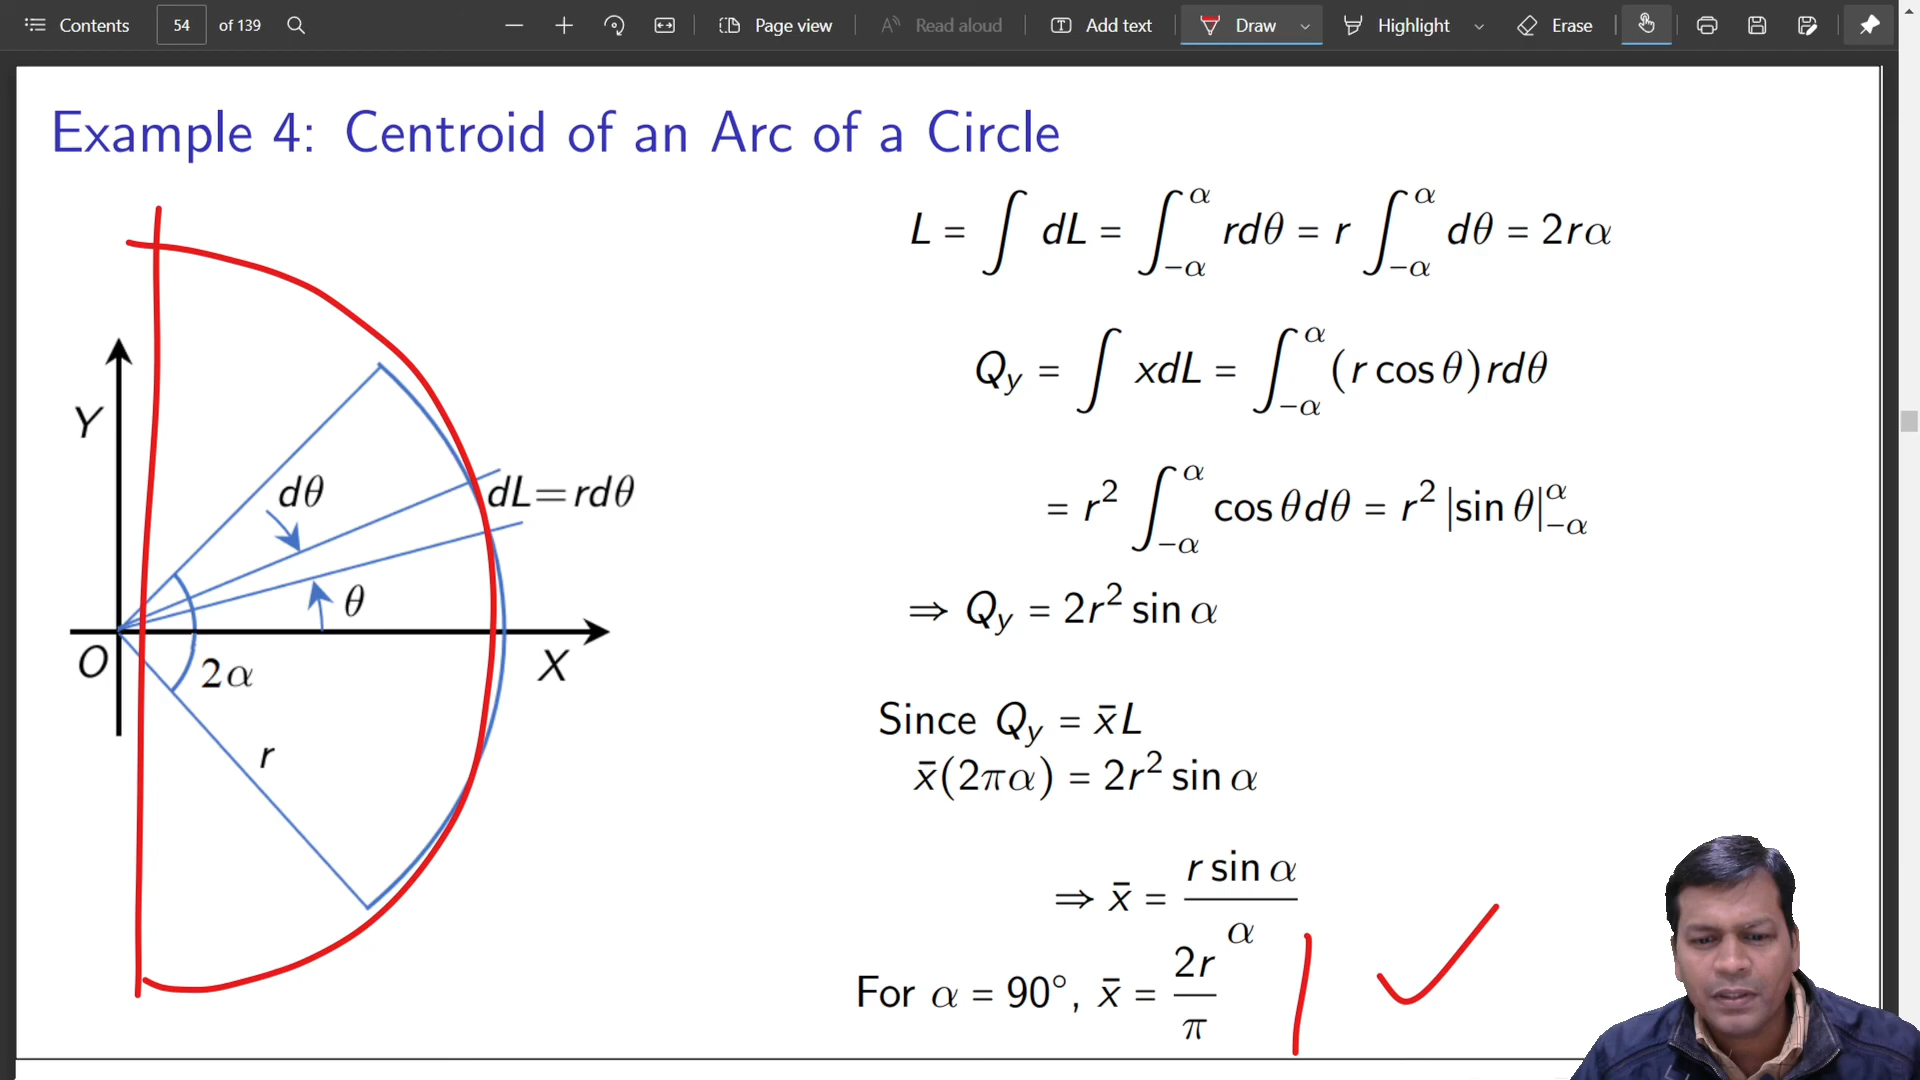 Contents 54 of 139 Page view Read aloud Add text Draw Highlight Erase
Example 4: Centroid of an Arc of a Circle
L = ∫ dL = ∫_{-α}^{α} rdθ = r ∫_{-α}^{α} dθ = 2rα
Q_y = ∫ xdL = ∫_{-α}^{α} (r cos θ) rdθ
= r² ∫_{-α}^{α} cos θdθ = r² |sin θ|_{-α}^{α}
⇒ Q_y = 2r² sin α
Since Q_y = x̄L
x̄(2πα) = 2r² sin α
⇒ x̄ = r sin α / α
For α = 90°, x̄ = 2r / π
Y
dθ
dL=rdθ
θ
O
2α
X
r